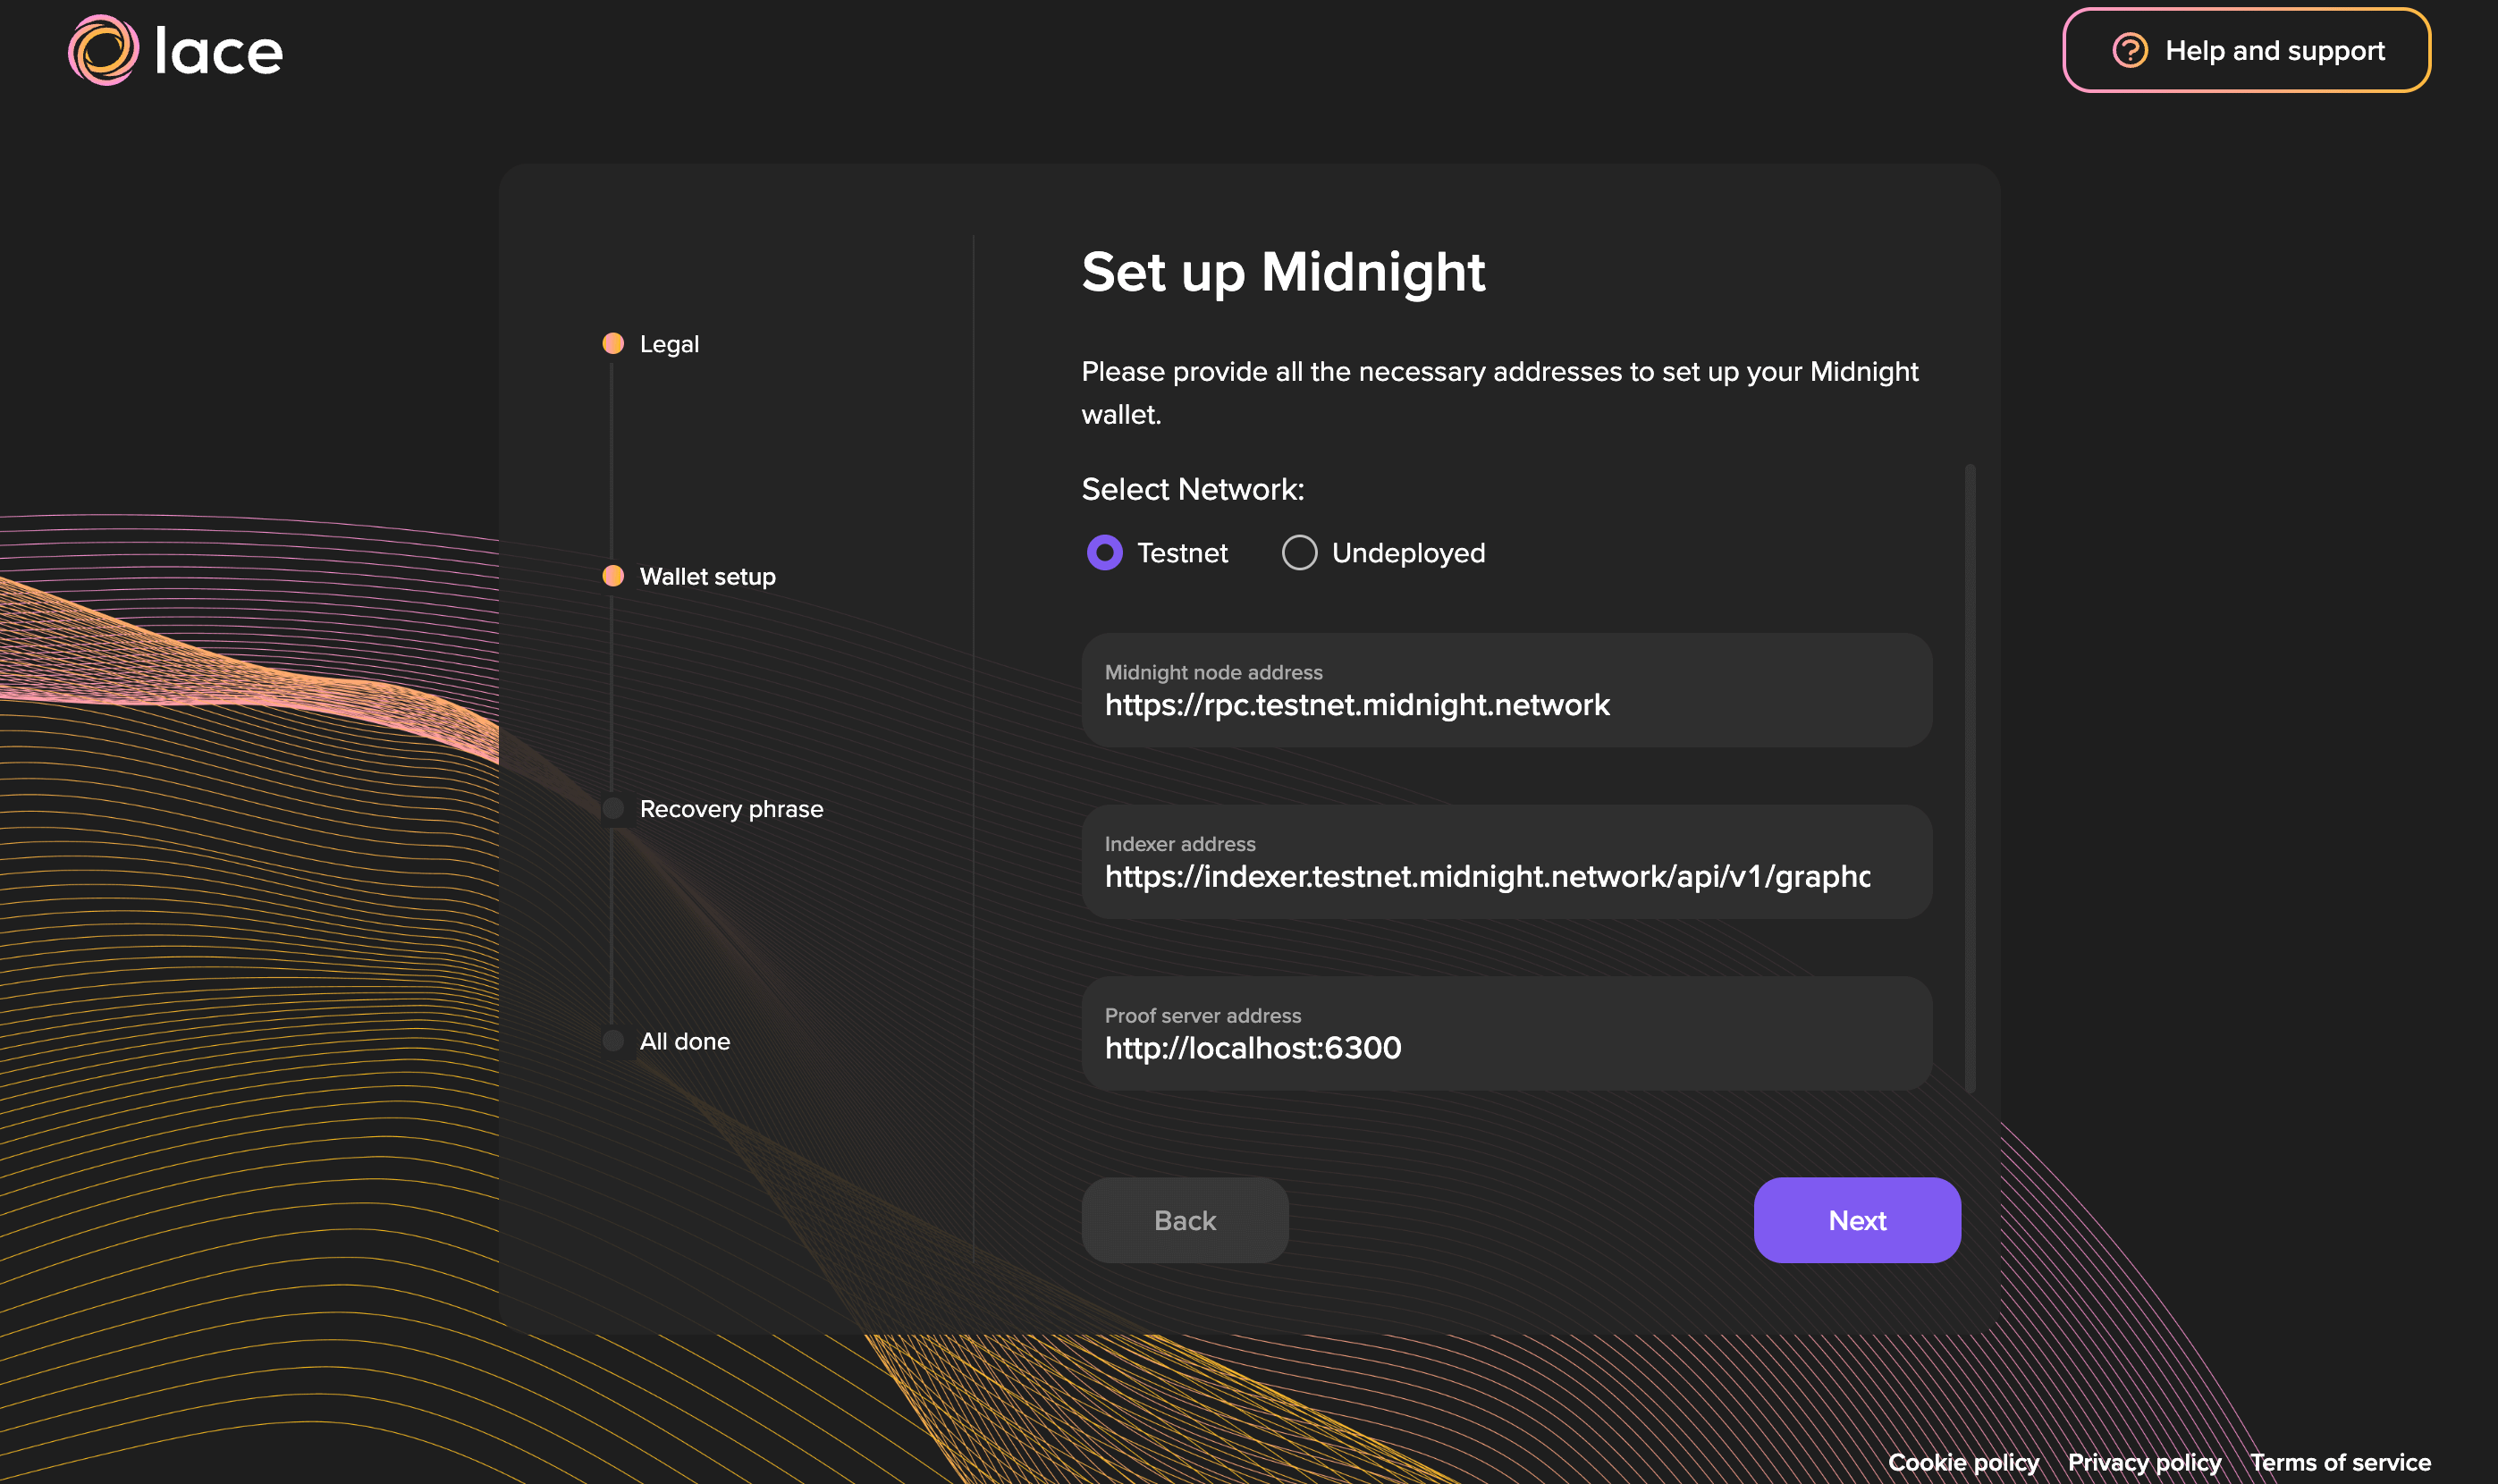 lace
Help and support
Legal
Wallet setup
Recovery phrase
All done
Set up Midnight
Please provide all the necessary addresses to set up your Midnight
wallet.
Select Network:
Testnet
Undeployed
Midnight node address
https://rpc.testnet.midnight.network
Indexer address
https://indexer.testnet.midnight.network/api/v1/graphc
Proof server address
http://localhost:6300
Back
Next
Cookie policy
Privacy policy
Terms of service